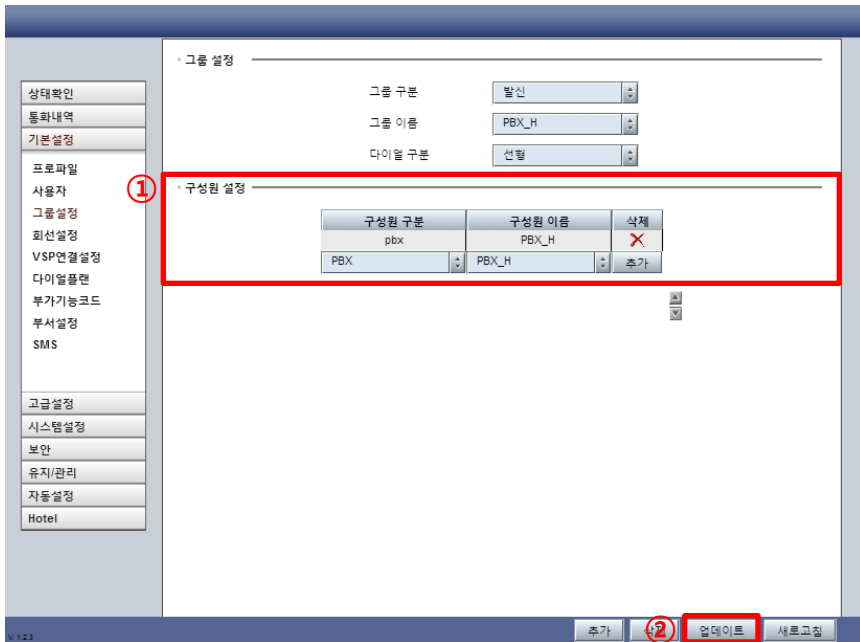 그룹 설정
그룹 구분 발신
그룹 이름 PBX_H
다이얼 구분 선형
상태확인
통화내역
기본설정
프로파일
사용자
그룹설정
회선설정
VSP연결설정
다이얼플랜
부가기능코드
부서설정
SMS
고급설정
시스템설정
보안
유지/관리
자동설정
Hotel
①
구성원 설정
구성원 구분 구성원 이름 삭제
pbx PBX_H
PBX PBX_H 추가
V. 1.2.3
추가 ② 업데이트 새로고침